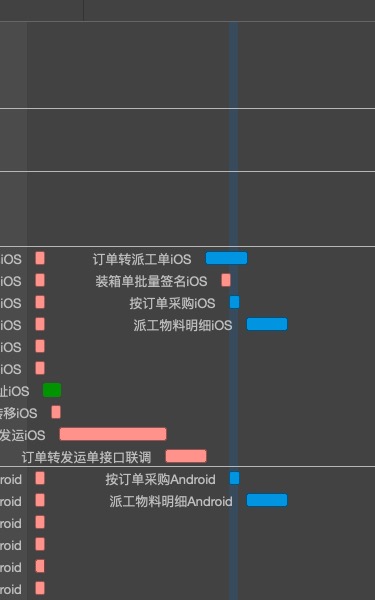 iOS 订单转派工单iOS
iOS 装箱单批量签名iOS
iOS 按订单采购iOS
iOS 派工物料明细iOS
iOS
iOS
址iOS
转移iOS
发运iOS
订单转发运单接口联调
roid 按订单采购Android
roid 派工物料明细Android
roid
roid
roid
roid